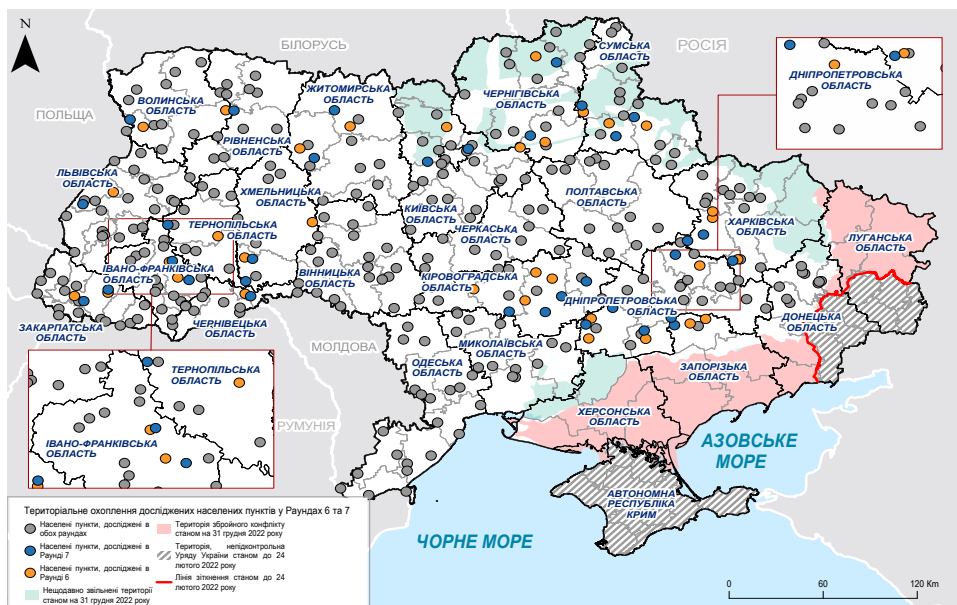 N
БІЛОРУСЬ
РОСІЯ
ПОЛЬЩА
МОЛДОВА
РУМУНІЯ
СУМСЬКА
ОБЛАСТЬ
ЧЕРНІГІВСЬКА
ОБЛАСТЬ
ЖИТОМИРСЬКА
ОБЛАСТЬ
ВОЛИНСЬКА
ОБЛАСТЬ
РІВНЕНСЬКА
ОБЛАСТЬ
ЛЬВІВСЬКА
ОБЛАСТЬ
ХМЕЛЬНИЦЬКА
ОБЛАСТЬ
ТЕРНОПІЛЬСЬКА
ОБЛАСТЬ
КИЇВСЬКА
ОБЛАСТЬ
ЧЕРКАСЬКА
ОБЛАСТЬ
ПОЛТАВСЬКА
ОБЛАСТЬ
ХАРКІВСЬКА
ОБЛАСТЬ
ЛУГАНСЬКА
ОБЛАСТЬ
ІВАНО-ФРАНКІВСЬКА
ОБЛАСТЬ
ВІННИЦЬКА
ОБЛАСТЬ
КІРОВОГРАДСЬКА
ОБЛАСТЬ
ДНІПРОПЕТРОВСЬКА
ОБЛАСТЬ
ДОНЕЦЬКА
ОБЛАСТЬ
ЗАКАРПАТСЬКА
ОБЛАСТЬ
ЧЕРНІВЕЦЬКА
ОБЛАСТЬ
МИКОЛАЇВСЬКА
ОБЛАСТЬ
ОДЕСЬКА
ОБЛАСТЬ
ЗАПОРІЗЬКА
ОБЛАСТЬ
ХЕРСОНСЬКА
ОБЛАСТЬ
АВТОНОМНА
РЕСПУБЛІКА
КРИМ
АЗОВСЬКЕ
МОРЕ
ЧОРНЕ МОРЕ
ДНІПРОПЕТРОВСЬКА
ОБЛАСТЬ
ТЕРНОПІЛЬСЬКА
ОБЛАСТЬ
ІВАНО-ФРАНКІВСЬКА
ОБЛАСТЬ
Територіальне охоплення досліджених населених пунктів у Раундах 6 та 7
Населені пункти, досліджені в
обох раундах
Населені пункти, досліджені в
Раунді 7
Населені пункти, досліджені в
Раунді 6
Нещодавно звільнені території
станом на 31 грудня 2022 року
Територія збройного конфлікту
станом на 31 грудня 2022 року
Територія, непідконтрольна
Уряду України станом до 24
лютого 2022 року
Лінія зіткнення станом до 24
лютого 2022 року
0 60 120 Km